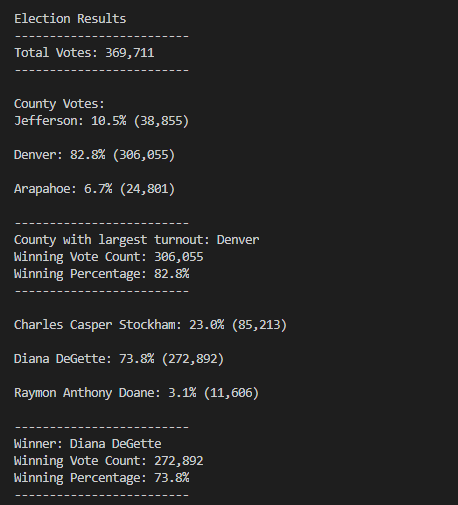 Election Results
-------------------------
Total Votes: 369,711
-------------------------
County Votes:
Jefferson: 10.5% (38,855)
Denver: 82.8% (306,055)
Arapahoe: 6.7% (24,801)
-------------------------
County with largest turnout: Denver
Winning Vote Count: 306,055
Winning Percentage: 82.8%
-------------------------
Charles Casper Stockham: 23.0% (85,213)
Diana DeGette: 73.8% (272,892)
Raymon Anthony Doane: 3.1% (11,606)
-------------------------
Winner: Diana DeGette
Winning Vote Count: 272,892
Winning Percentage: 73.8%
-------------------------